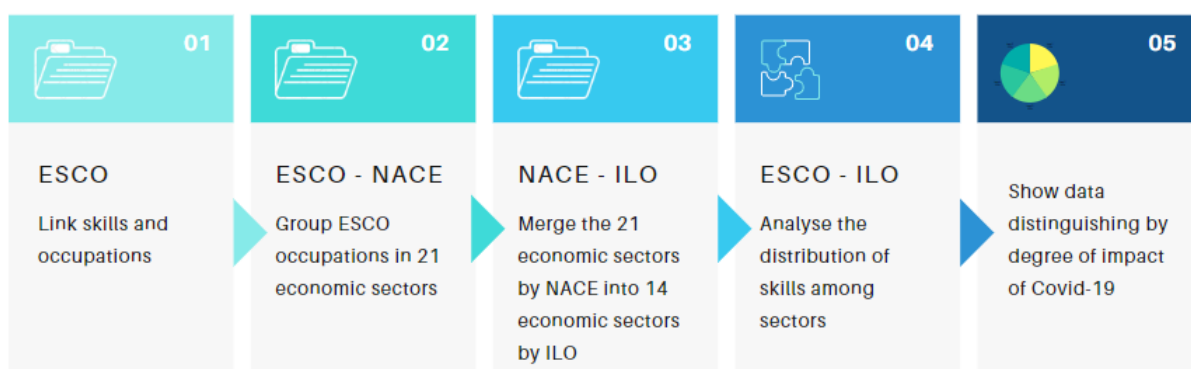 01
ESCO
Link skills and
occupations
02
ESCO - NACE
Group ESCO
occupations in 21
economic sectors
03
NACE - ILO
Merge the 21
economic sectors
by NACE into 14
economic sectors
by ILO
04
ESCO - ILO
Analyse the
distribution of
skills among
sectors
05
Show data
distinguishing by
degree of impact
of Covid-19